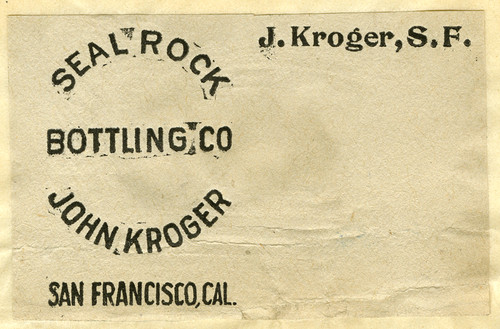 SEAL ROCK
BOTTLING CO
JOHN KROGER
SAN FRANCISCO, CAL.
J. Kroger, S. F.